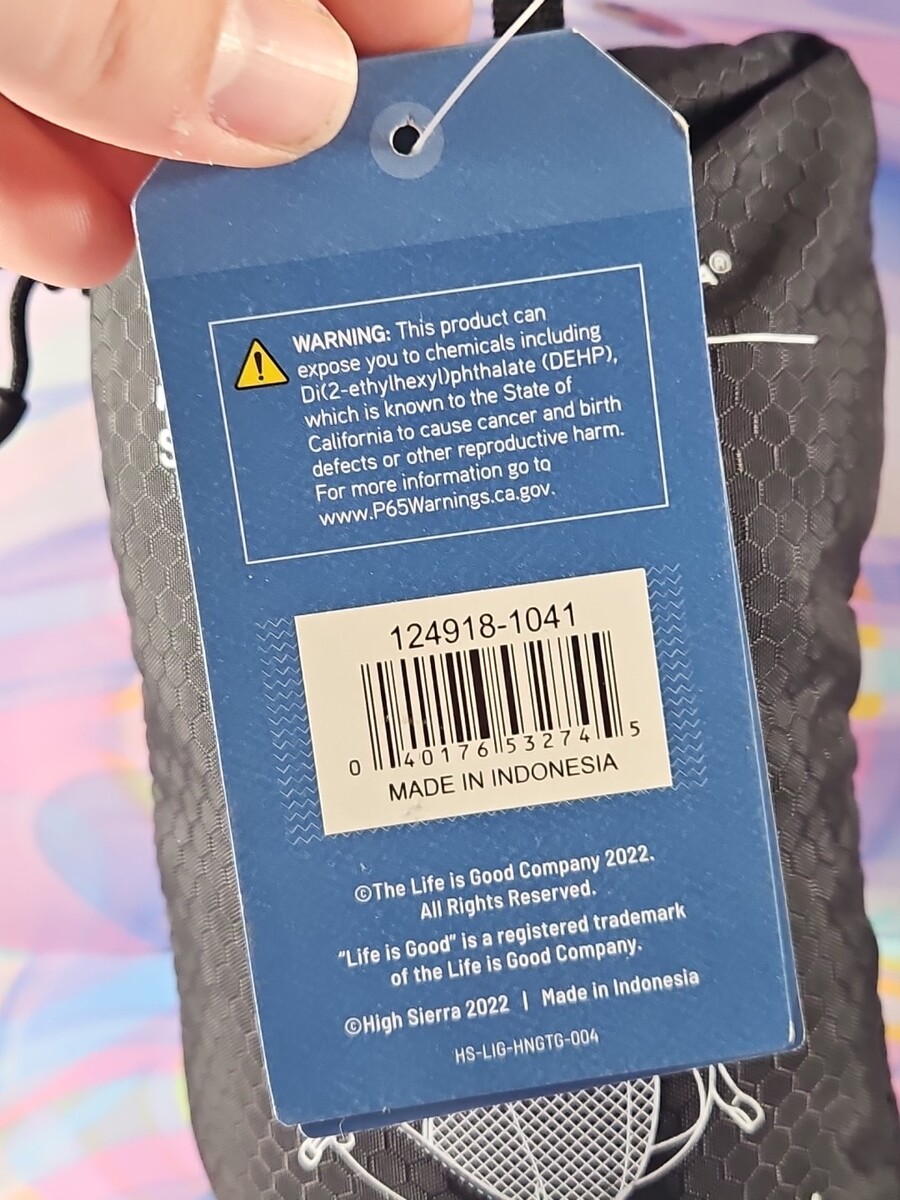 A®
S
WARNING: This product can
expose you to chemicals including
Di(2-ethylhexyl)phthalate (DEHP),
which is known to the State of
California to cause cancer and birth
defects or other reproductive harm.
For more information go to
www.P65Warnings.ca.gov.
124918-1041
0 40176 53274 5
MADE IN INDONESIA
©The Life is Good Company 2022.
All Rights Reserved.
"Life is Good" is a registered trademark
of the Life is Good Company.
©High Sierra 2022 | Made in Indonesia
HS-LIG-HNGTG-004